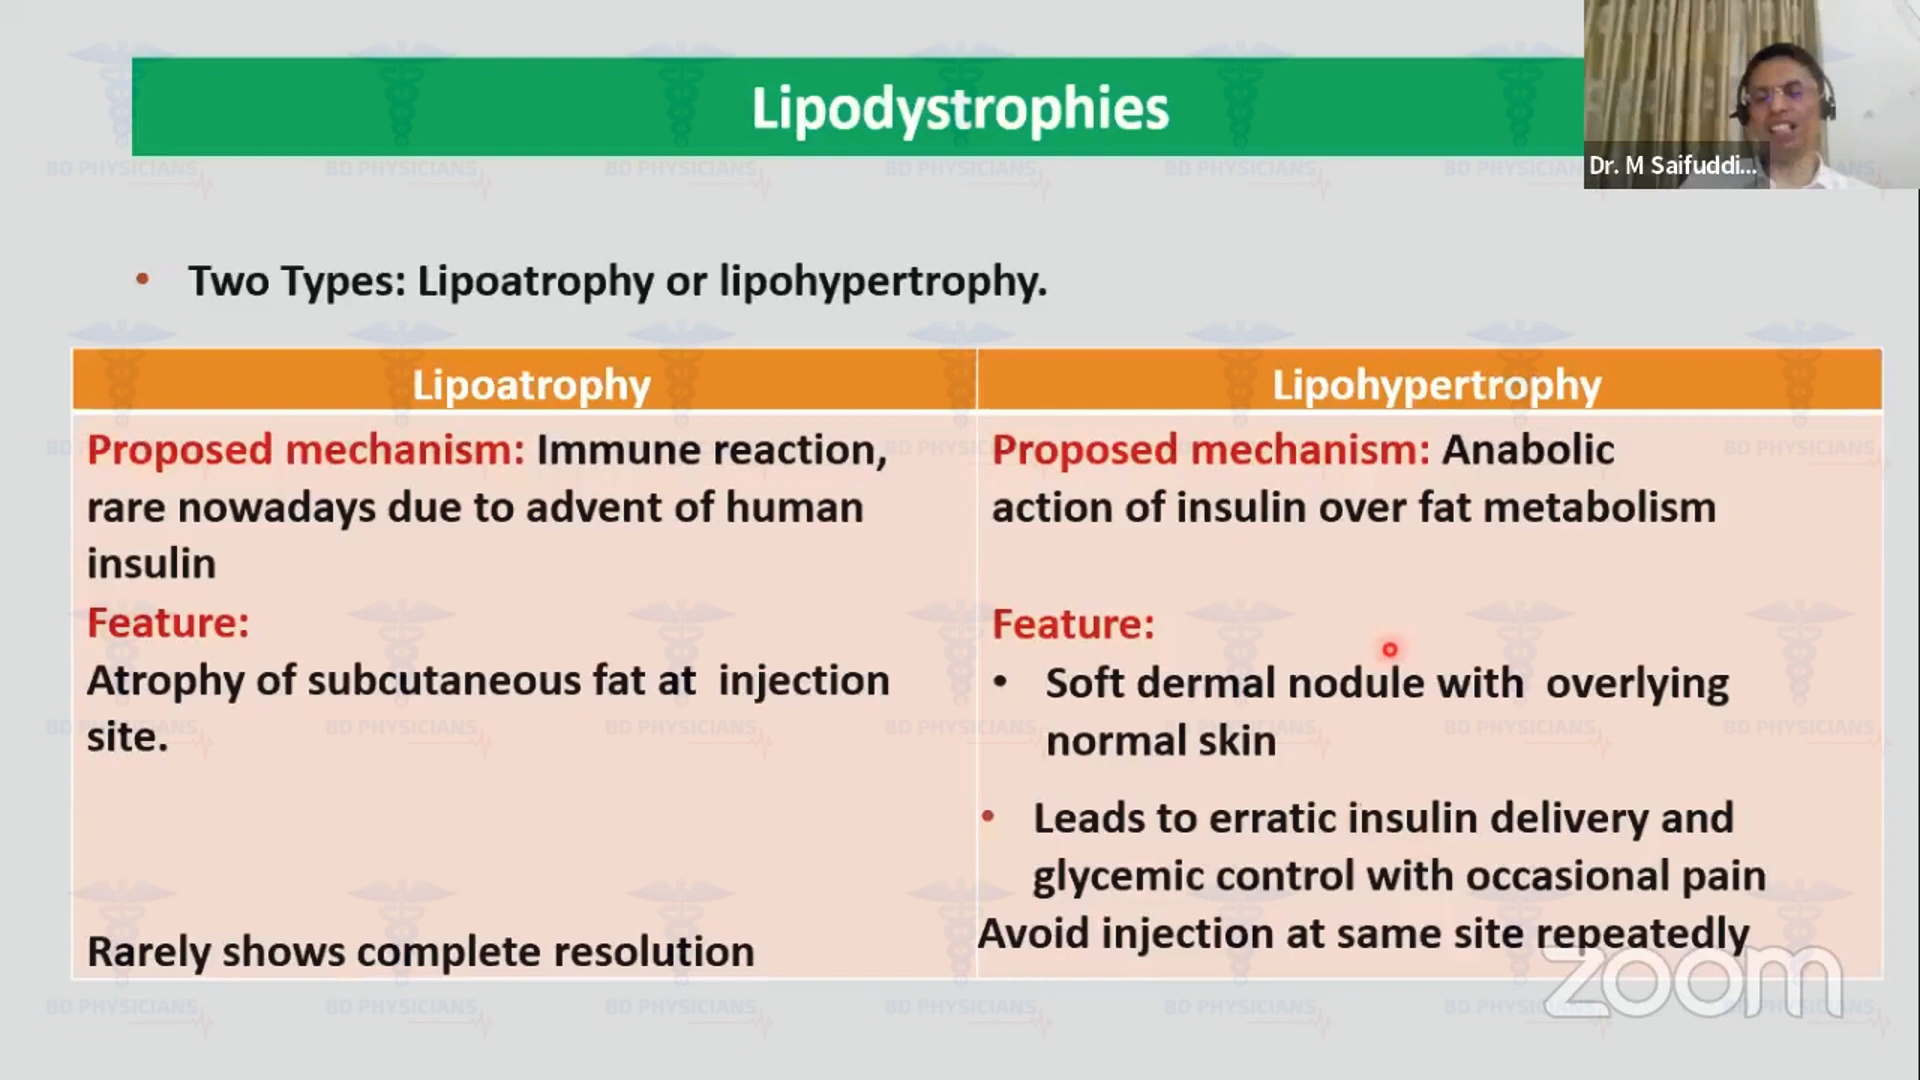 Lipodystrophies
Dr. M Saifuddi...
• Two Types: Lipoatrophy or lipohypertrophy.
Lipoatrophy
Proposed mechanism: Immune reaction,
rare nowadays due to advent of human
insulin
Feature:
Atrophy of subcutaneous fat at injection
site.
Rarely shows complete resolution
Lipohypertrophy
Proposed mechanism: Anabolic
action of insulin over fat metabolism
Feature:
• Soft dermal nodule with overlying
normal skin
• Leads to erratic insulin delivery and
glycemic control with occasional pain
Avoid injection at same site repeatedly
zoom
BD PHYSICIANS